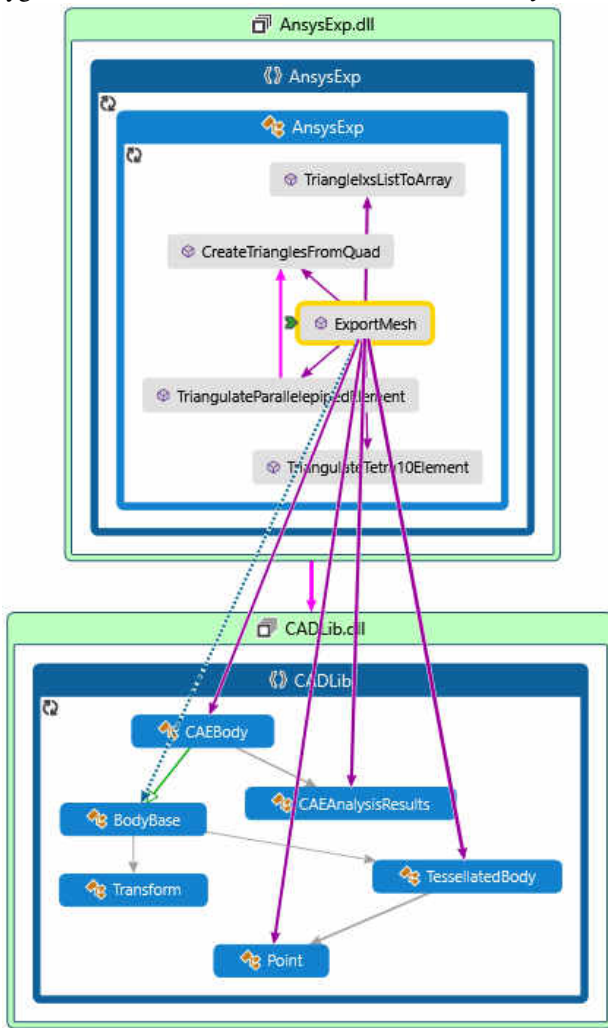 AnsysExp.dll
AnsysExp
AnsysExp
TriangleIxsListToArray
CreateTrianglesFromQuad
ExportMesh
TriangulateParallelepipedElement
TriangulateTetra10Element
CADLib.dll
CADLib
CAEBody
CAEAnalysisResults
BodyBase
Transform
TessellatedBody
Point